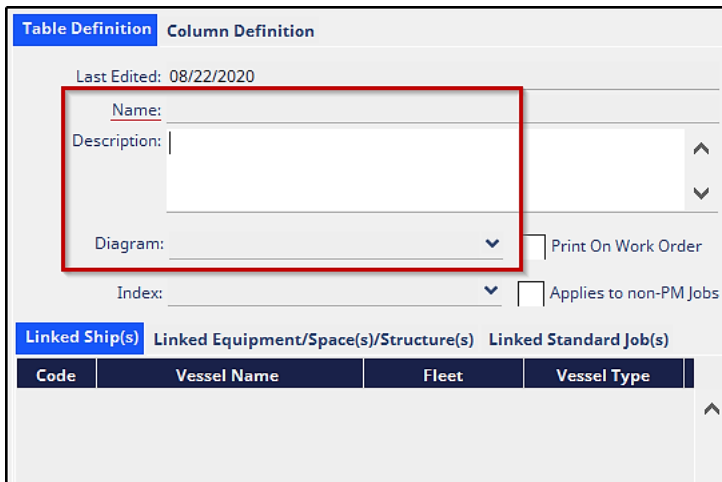 Table Definition Column Definition
Last Edited: 08/22/2020
Name:
Description:
Diagram: Print On Work Order
Index: Applies to non-PM Jobs
Linked Ship(s) Linked Equipment/Space(s)/Structure(s) Linked Standard Job(s)
Code Vessel Name Fleet Vessel Type